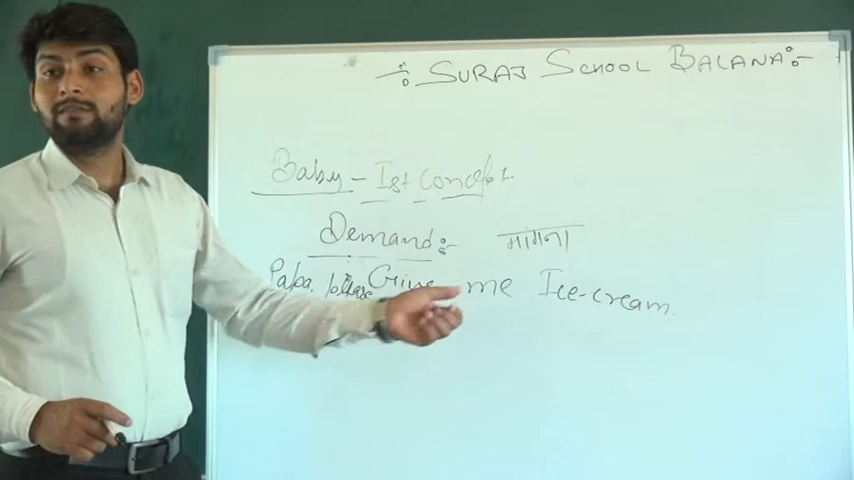 SURAJ SCHOOL BALANA
Baby - Ist Concept.
Demand :- मांगना
Papa, please Give me Ice-cream.